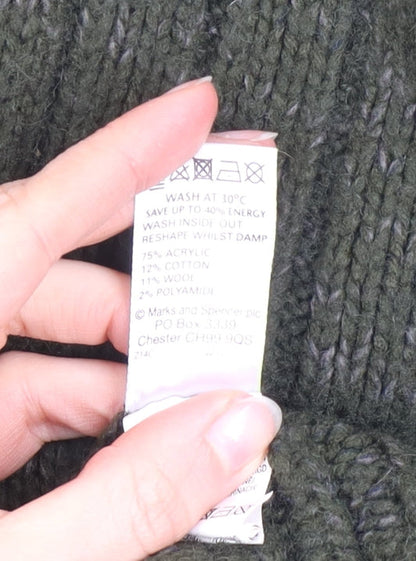 WASH AT 30°C
SAVE UP TO 40% ENERGY
WASH INSIDE OUT
RESHAPE WHILST DAMP
75% ACRYLIC
12% COTTON
11% WOOL
2% POLYAMIDE
© Marks and Spencer plc
PO Box 3339
Chester CH99 9QS